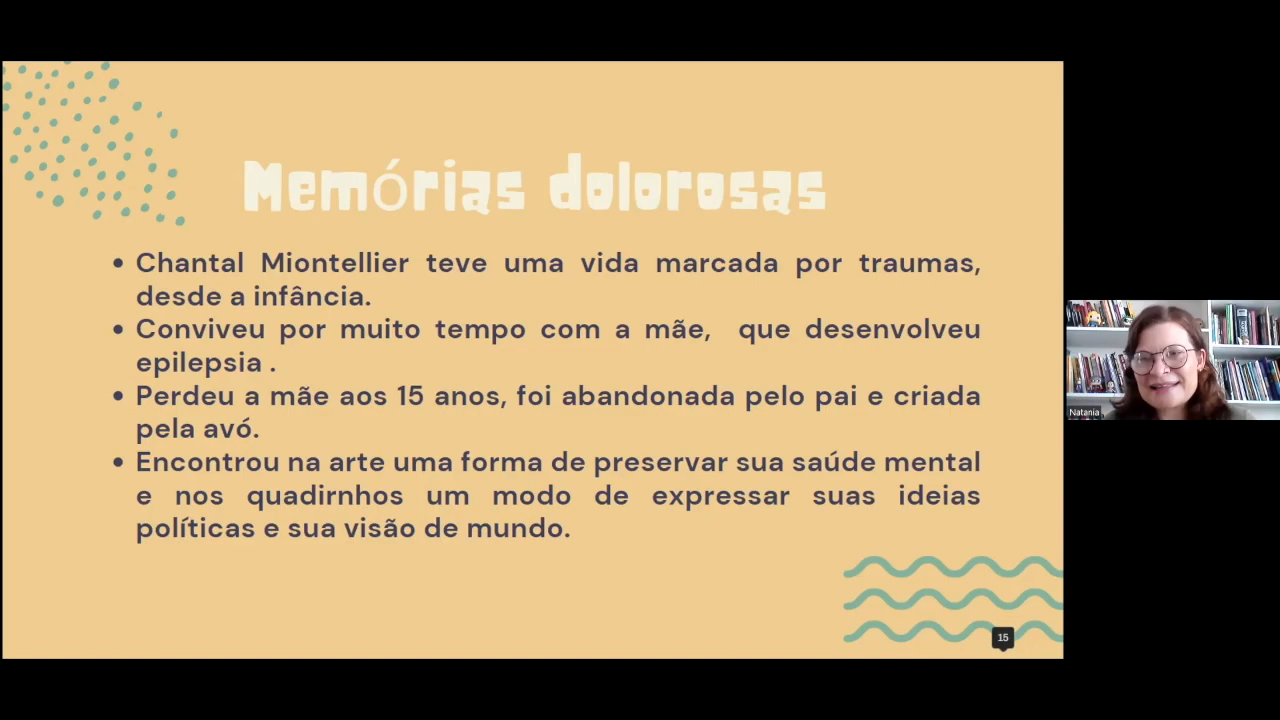 Memórias dolorosas
• Chantal Miontellier teve uma vida marcada por traumas,
desde a infância.
• Conviveu por muito tempo com a mãe, que desenvolveu
epilepsia .
• Perdeu a mãe aos 15 anos, foi abandonada pelo pai e criada
pela avó.
• Encontrou na arte uma forma de preservar sua saúde mental
e nos quadirnhos um modo de expressar suas ideias
políticas e sua visão de mundo.
15
Natania